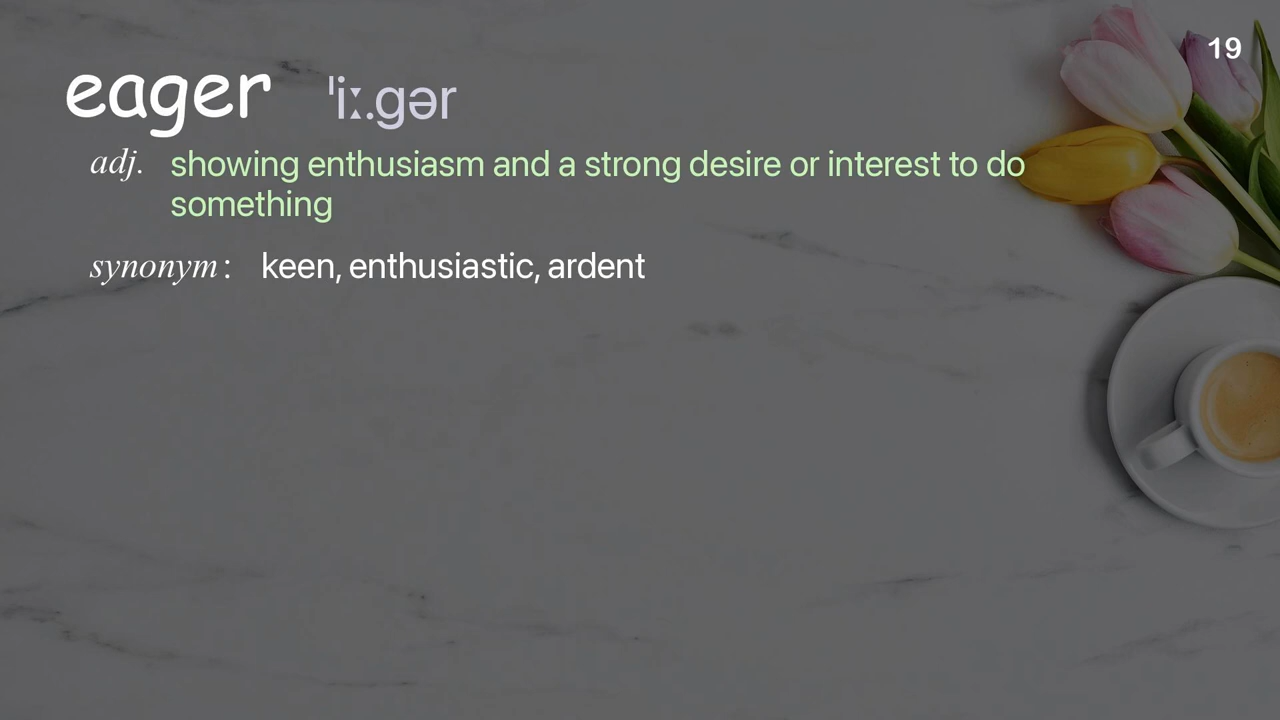 19
eager ˈiː.ɡər
adj. showing enthusiasm and a strong desire or interest to do
something
synonym: keen, enthusiastic, ardent